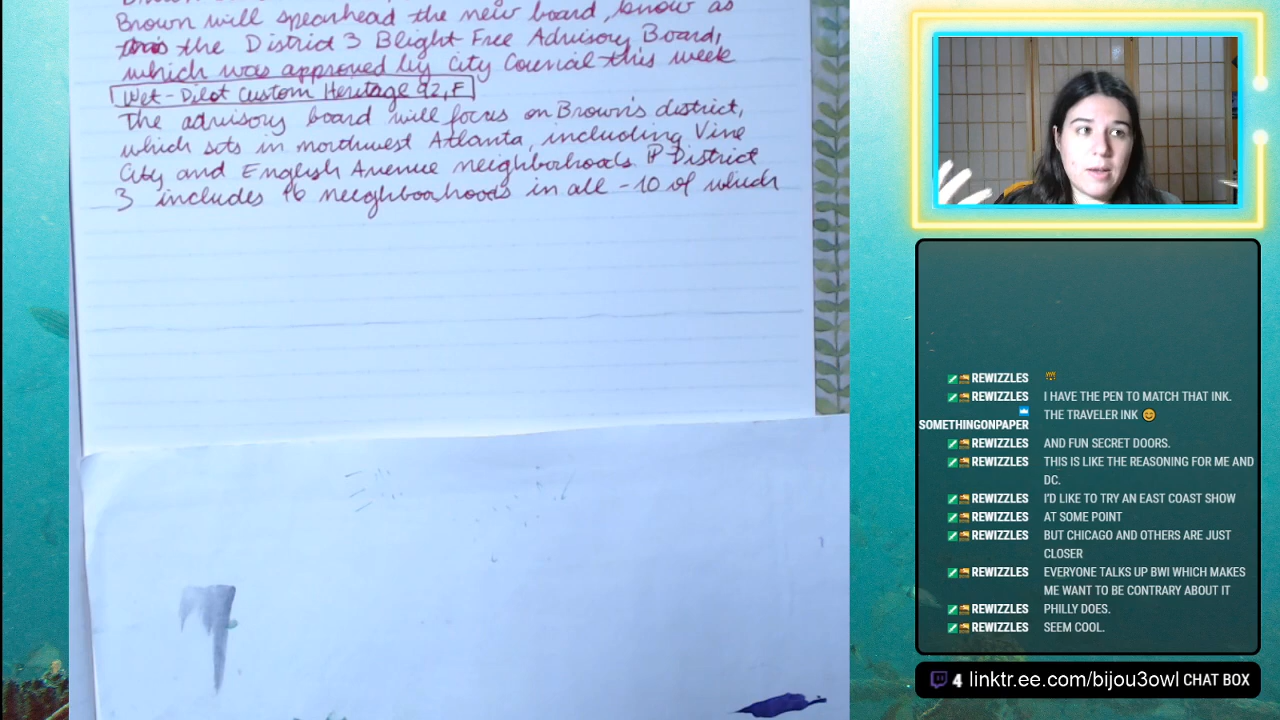 Brown will spearhead the new board, know as
the District 3 Blight Free Advisory Board,
which was approved by City Council this week
Wet-Pilot Custom Heritage 92, F
The advisory board will focus on Brown's district,
which sits in northwest Atlanta, including Vine
City and English Avenue neighborhoods. District
3 includes 16 neighboorhoods in all - 10 of which
REWIZZLES
REWIZZLES I HAVE THE PEN TO MATCH THAT INK.
SOMETHINGONPAPER THE TRAVELER INK 😊
REWIZZLES AND FUN SECRET DOORS.
REWIZZLES THIS IS LIKE THE REASONING FOR ME AND
DC.
REWIZZLES I'D LIKE TO TRY AN EAST COAST SHOW
REWIZZLES AT SOME POINT
REWIZZLES BUT CHICAGO AND OTHERS ARE JUST
CLOSER
REWIZZLES EVERYONE TALKS UP BWI WHICH MAKES
ME WANT TO BE CONTRARY ABOUT IT
REWIZZLES PHILLY DOES.
REWIZZLES SEEM COOL.
4 linktr.ee.com/bijou3owl CHAT BOX